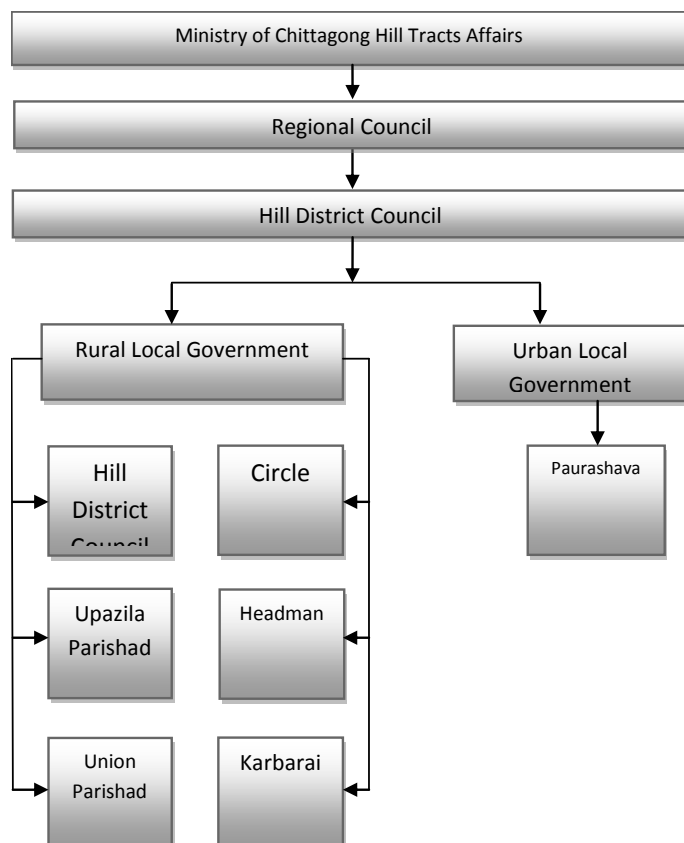 Ministry of Chittagong Hill Tracts Affairs
Regional Council
Hill District Council
Rural Local Government
Urban Local
Government
Hill
District
Council
Circle
Paurashava
Upazila
Parishad
Headman
Union
Parishad
Karbarai